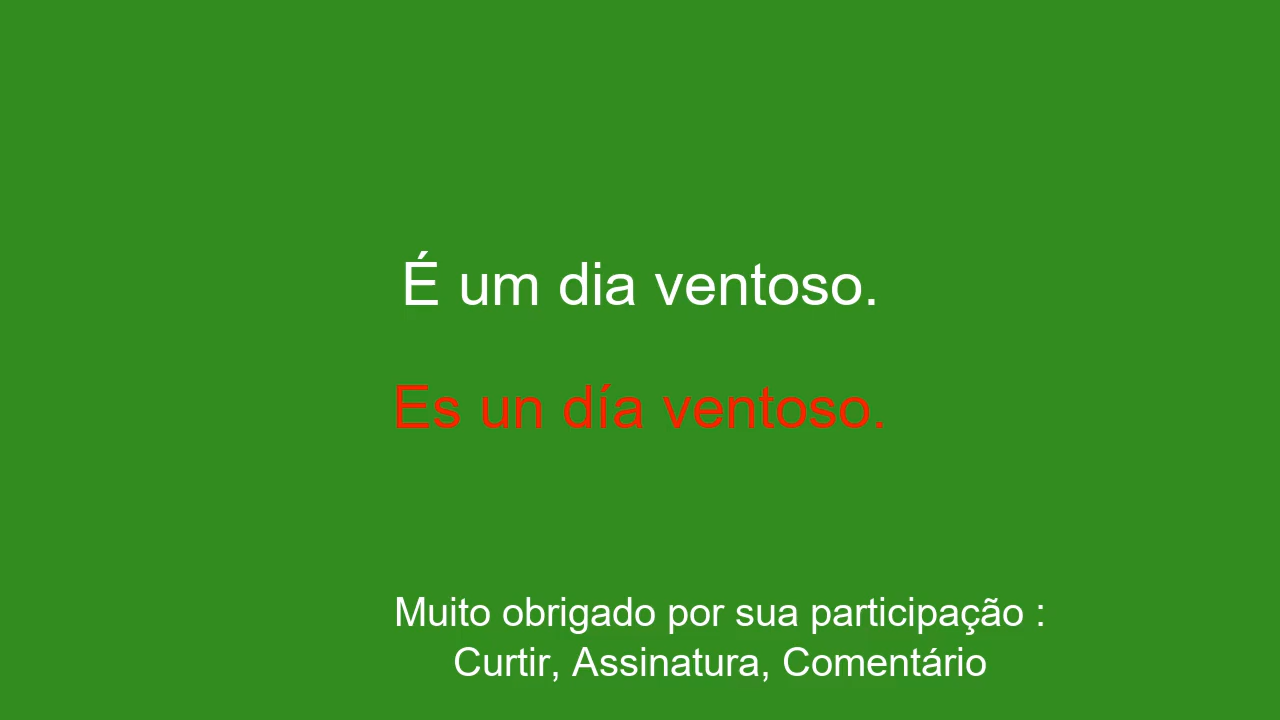 É um dia ventoso.
Es un día ventoso.
Muito obrigado por sua participação :
Curtir, Assinatura, Comentário